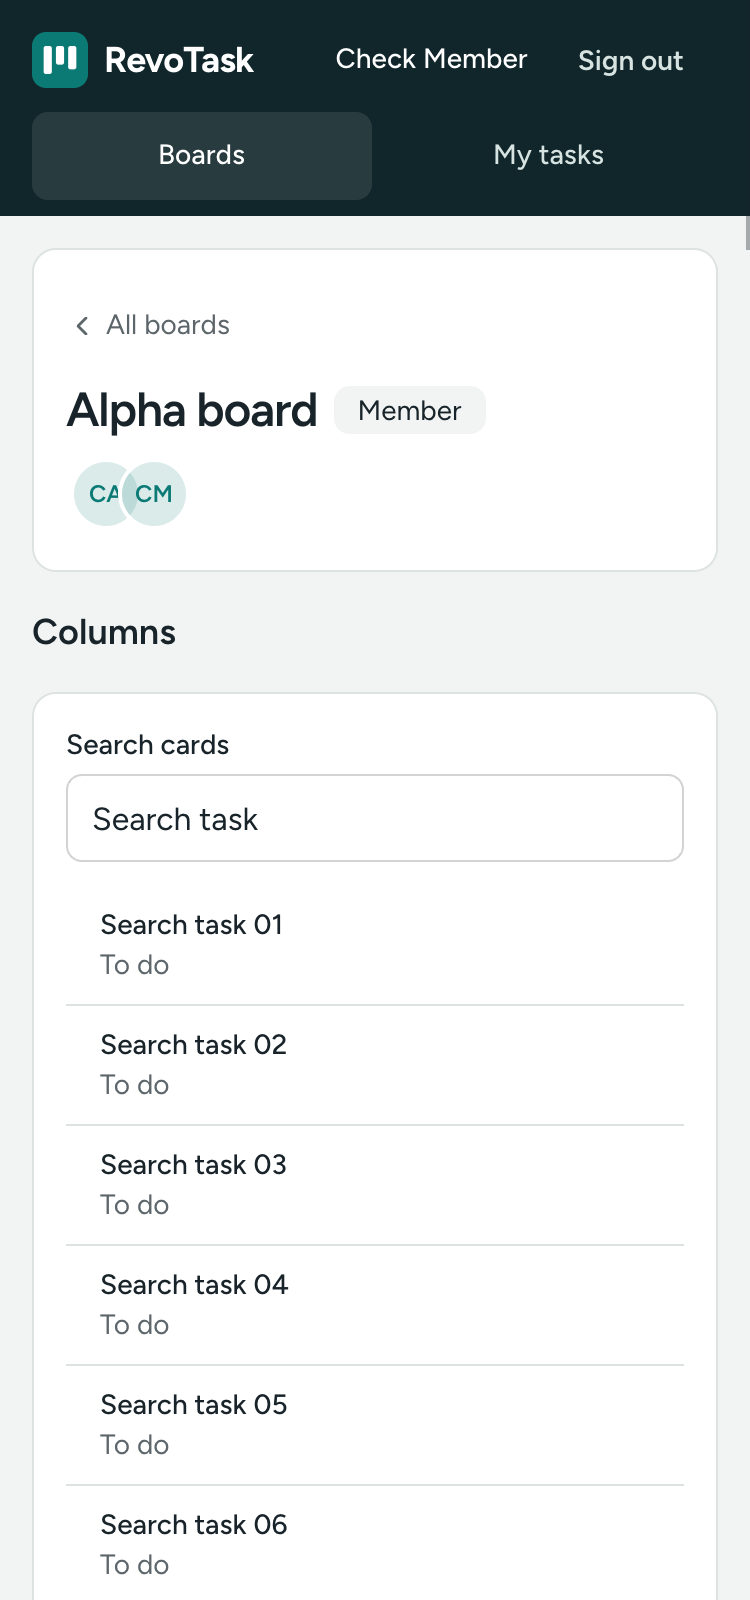 RevoTask
Check Member
Sign out
Boards
My tasks
All boards
Alpha board
Member
CA
CM
Columns
Search cards
Search task
Search task 01
To do
Search task 02
To do
Search task 03
To do
Search task 04
To do
Search task 05
To do
Search task 06
To do